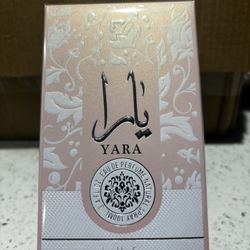 يارا
YARA
EAU DE PERFUME NATURAL SPRAY 100ML